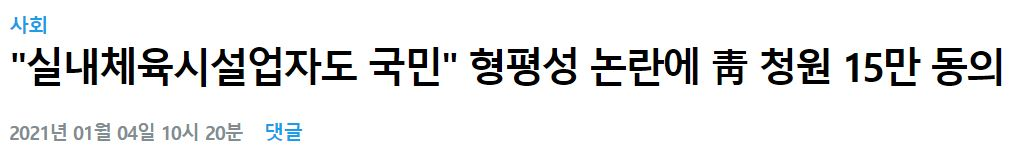 사회
"실내체육시설업자도 국민" 형평성 논란에 靑 청원 15만 동의
2021년 01월 04일 10시 20분 댓글